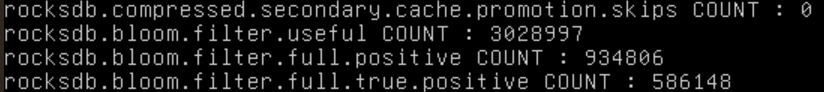 rocksdb.compressed.secondary.cache.promotion.skips COUNT : 0
rocksdb.bloom.filter.useful COUNT : 3028997
rocksdb.bloom.filter.full.positive COUNT : 934806
rocksdb.bloom.filter.full.true.positive COUNT : 586148